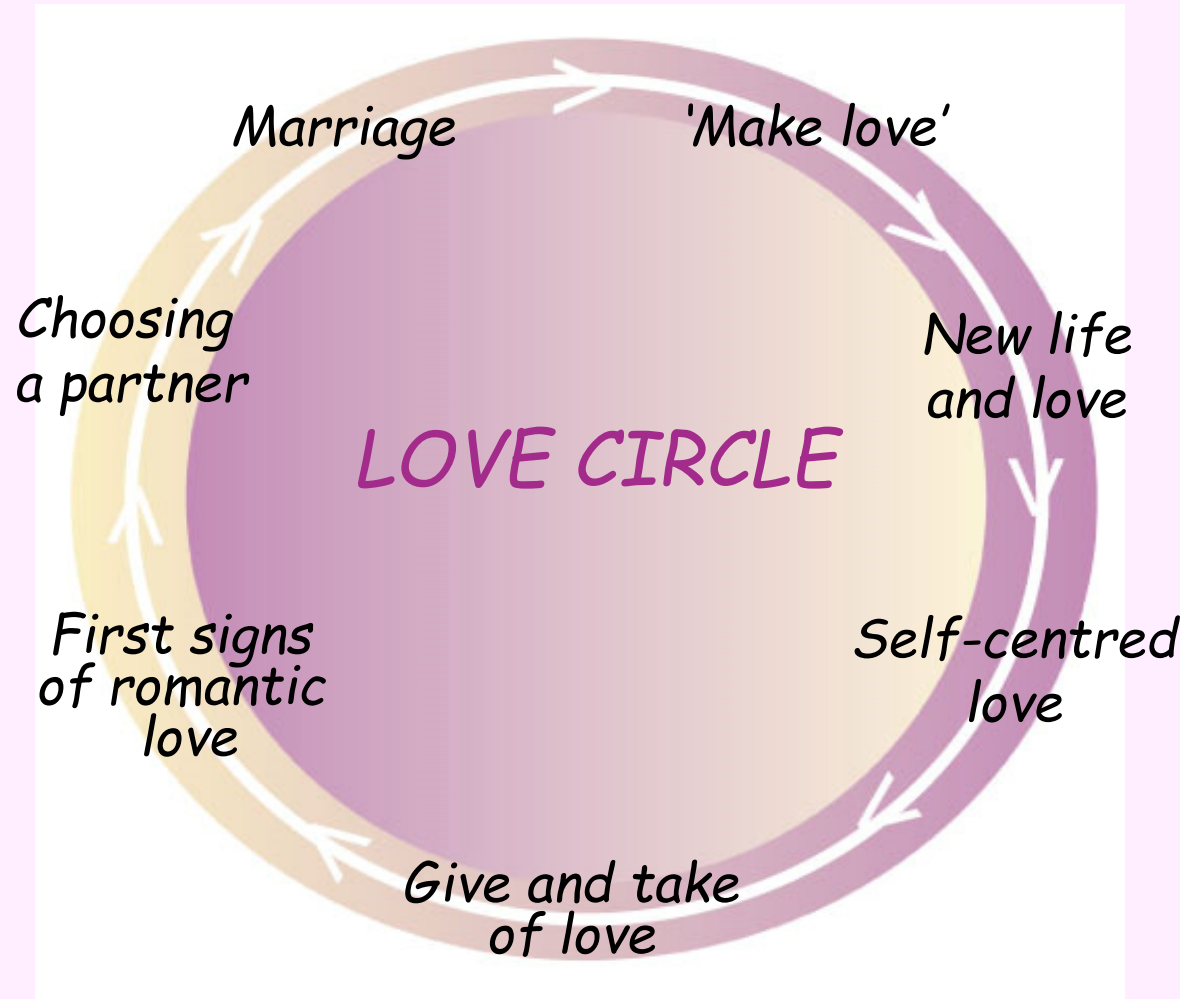 Marriage
‘Make love’
Choosing
a partner
New life
and love
LOVE CIRCLE
First signs
of romantic
love
Self-centred
love
Give and take
of love